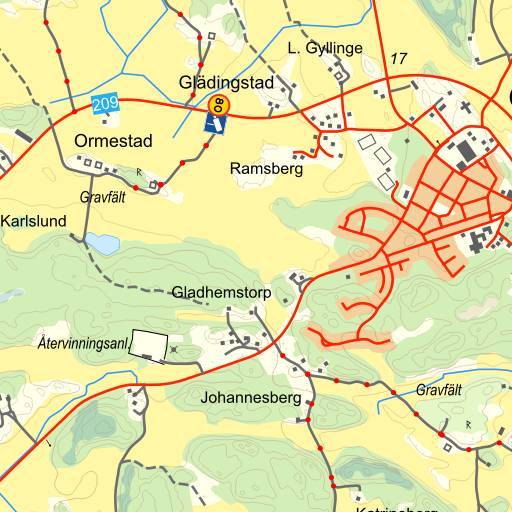 L. Gyllinge
17
Glädingstad
80
209
Ormestad
R
Ramsberg
Gravfält
Karlslund
Gladhemstorp
Återvinningsanl.
Johannesberg
Gravfält
R